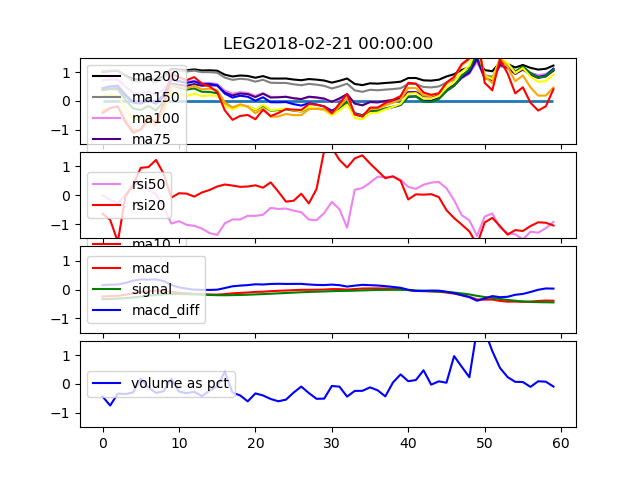 LEG2018-02-21 00:00:00
1
0
−1
ma200
ma150
ma100
ma75
1
0
−1
rsi50
rsi20
ma10
1
0
−1
macd
signal
macd_diff
1
0
−1
volume as pct
0 10 20 30 40 50 60